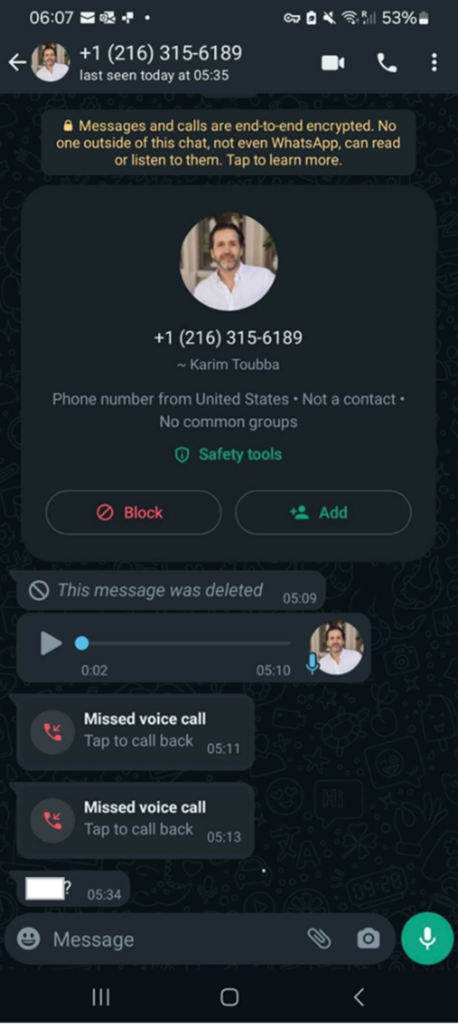 06:07
53%
+1 (216) 315-6189
last seen today at 05:35
Messages and calls are end-to-end encrypted. No
one outside of this chat, not even WhatsApp, can read
or listen to them. Tap to learn more.
+1 (216) 315-6189
~ Karim Toubba
Phone number from United States • Not a contact •
No common groups
Safety tools
Block
Add
This message was deleted 05:09
0:02 05:10
Missed voice call
Tap to call back 05:11
Missed voice call
Tap to call back 05:13
? 05:34
Message